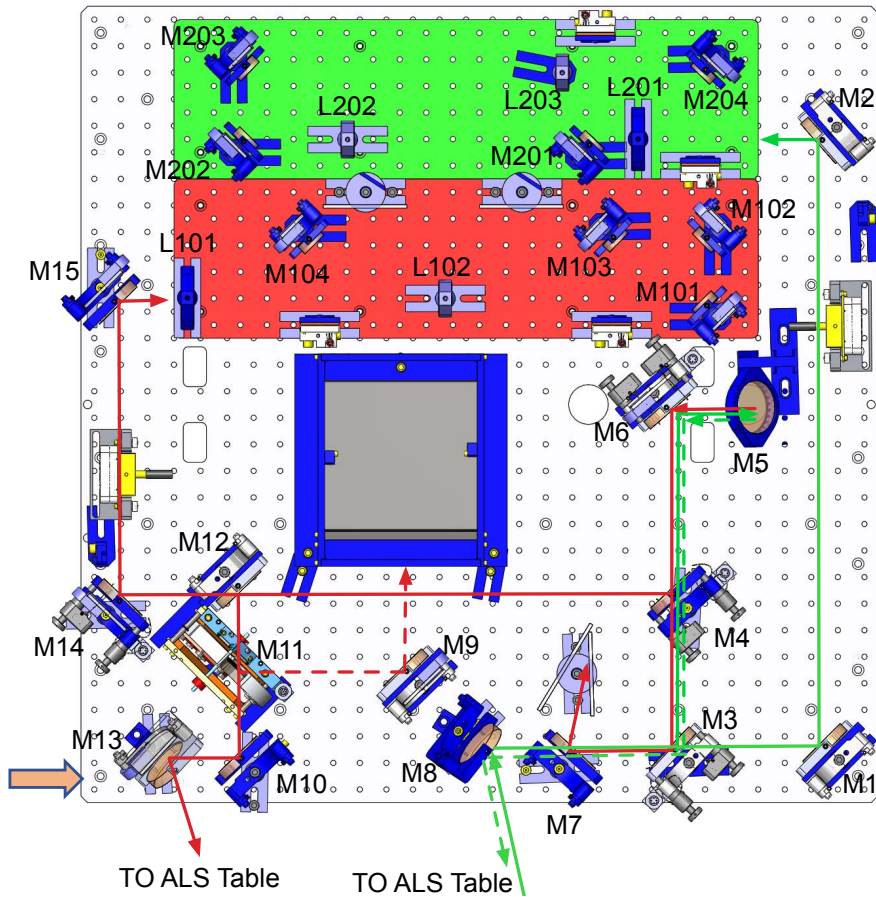 M203
L203
L201
M204
M2
L202
M202
M201
M102
L101
M15
M104
L102
M103
M101
M6
M5
M12
M14
M11
M9
M4
M13
M10
M8
M7
M3
M1
TO ALS Table
TO ALS Table